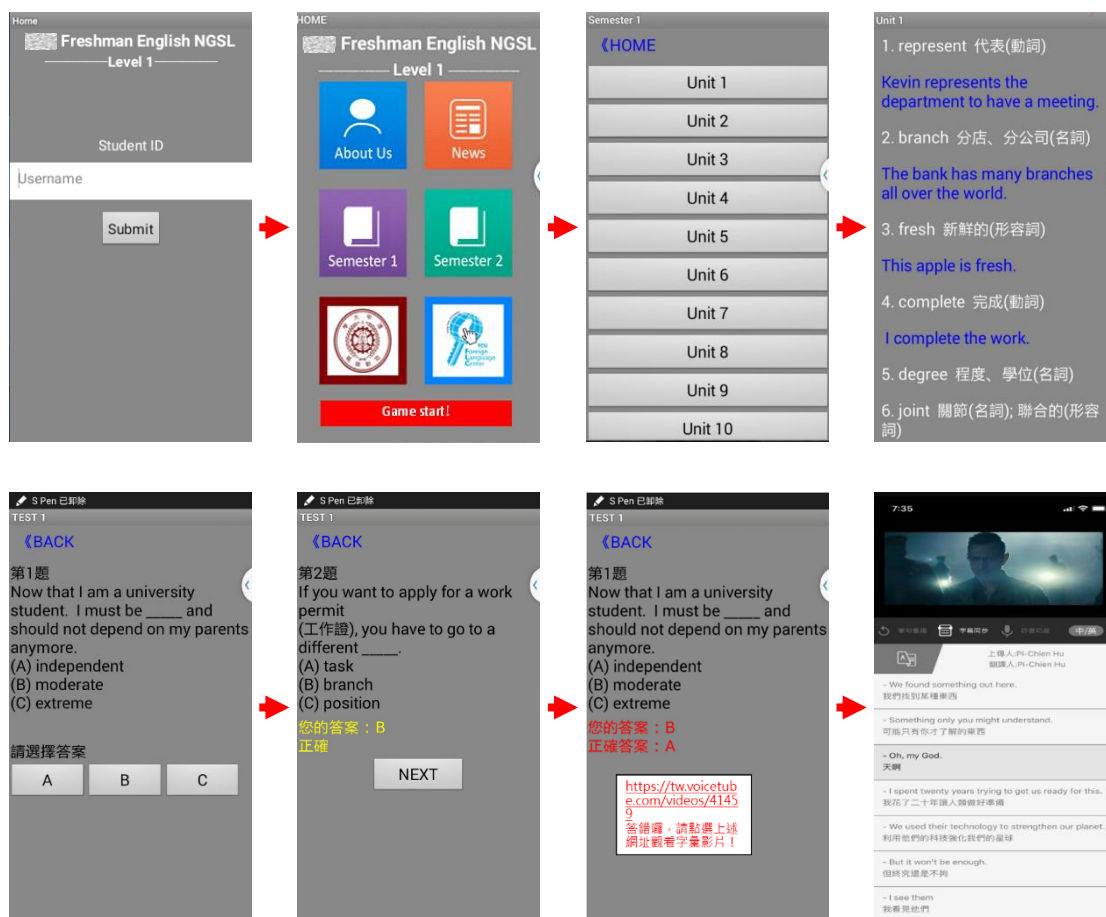 Home
Freshman English NGSL
Level 1
Student ID
Username
Submit
HOME
Freshman English NGSL
Level 1
About Us
News
Semester 1
Semester 2
FCU
Foreign
Language
Center
Game start!
Semester 1
《HOME
Unit 1
Unit 2
Unit 3
Unit 4
Unit 5
Unit 6
Unit 7
Unit 8
Unit 9
Unit 10
Unit 1
1. represent 代表(動詞)
Kevin represents the
department to have a meeting.
2. branch 分店、分公司(名詞)
The bank has many branches
all over the world.
3. fresh 新鮮的(形容詞)
This apple is fresh.
4. complete 完成(動詞)
I complete the work.
5. degree 程度、學位(名詞)
6. joint 關節(名詞); 聯合的(形容
詞)
S Pen 已卸除
TEST 1
《BACK
第1題
Now that I am a university
student. I must be _____ and
should not depend on my parents
anymore.
(A) independent
(B) moderate
(C) extreme
請選擇答案
A
B
C
S Pen 已卸除
TEST 1
《BACK
第2題
If you want to apply for a work
permit
(工作證), you have to go to a
different _____.
(A) task
(B) branch
(C) position
您的答案：B
正確
NEXT
S Pen 已卸除
TEST 1
《BACK
第1題
Now that I am a university
student. I must be _____ and
should not depend on my parents
anymore.
(A) independent
(B) moderate
(C) extreme
您的答案：B
正確答案：A
https://tw.voicetub
e.com/videos/4145
9
答錯囉，請點選上述
網址觀看字彙影片！
7:35
字幕同步
中/英
上傳人:Pi-Chien Hu
翻譯人:Pi-Chien Hu
- We found something out here.
我們找到某種東西
- Something only you might understand.
可能只有你才了解的東西
- Oh, my God.
天啊
- I spent twenty years trying to get us ready for this.
我花了二十年讓人類做好準備
- We used their technology to strengthen our planet.
利用他們的科技強化我們的星球
- But it won't be enough.
但終究還是不夠
- I see them
我看見他們